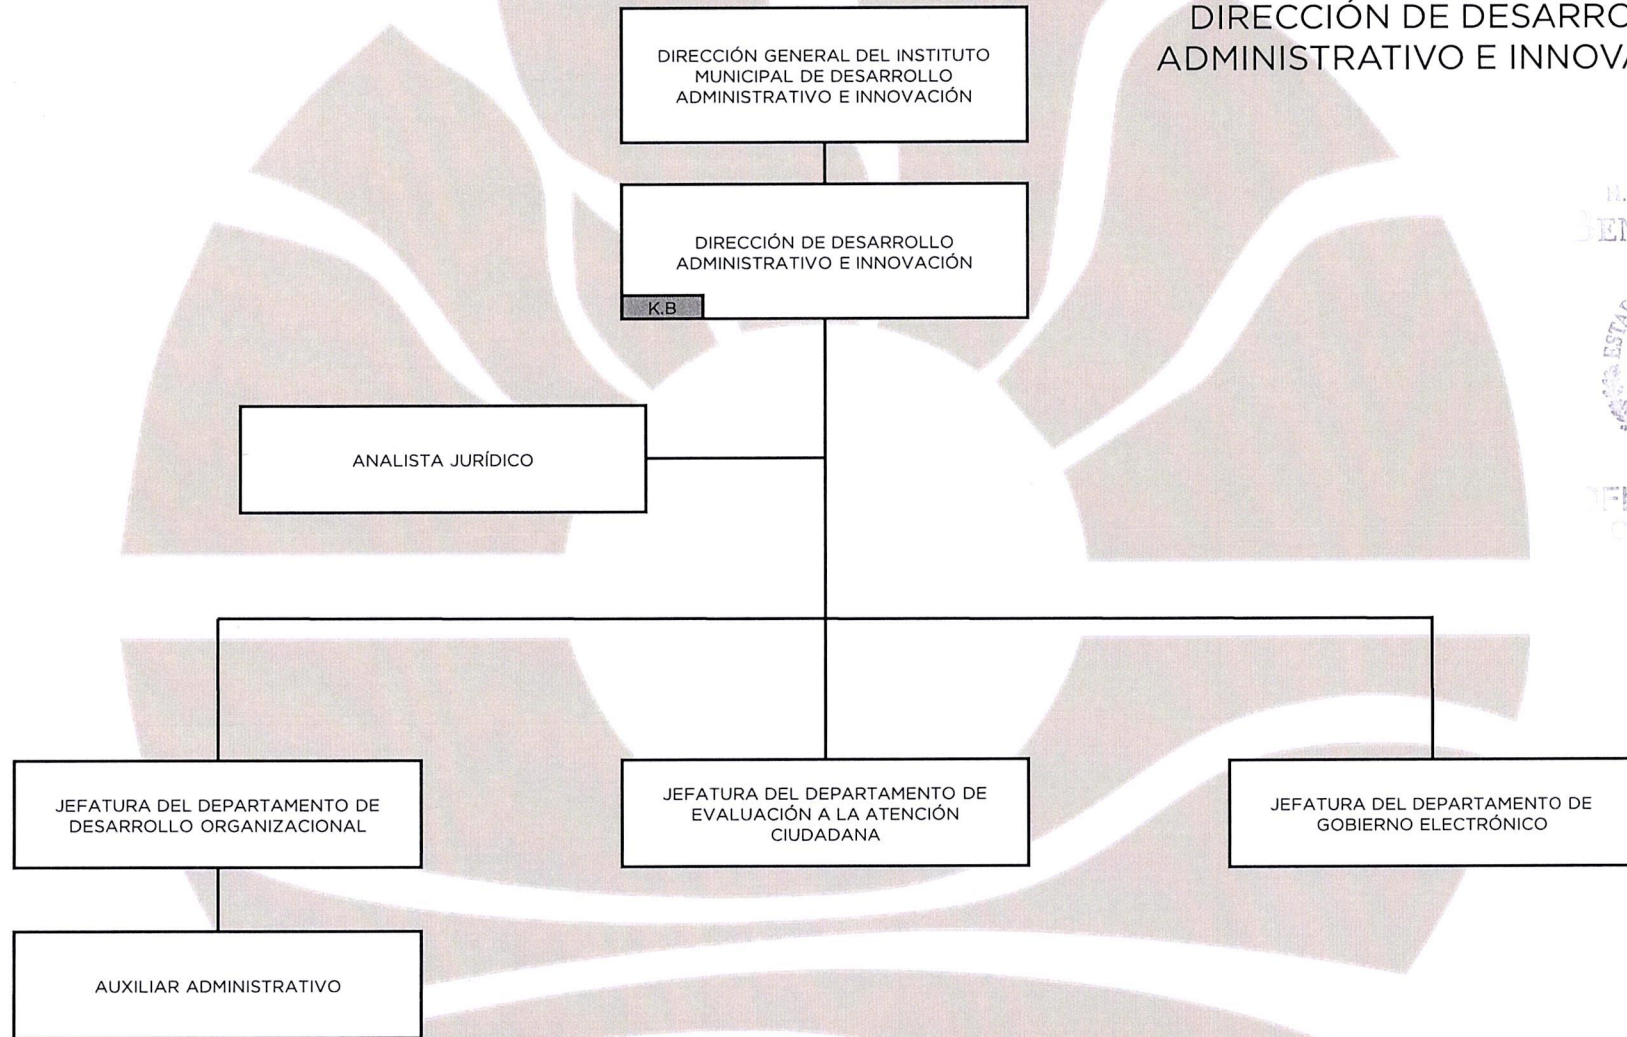 DIRECCIÓN DE DESARRO
ADMINISTRATIVO E INNOVA
DIRECCIÓN GENERAL DEL INSTITUTO
MUNICIPAL DE DESARROLLO
ADMINISTRATIVO E INNOVACIÓN
DIRECCIÓN DE DESARROLLO
ADMINISTRATIVO E INNOVACIÓN
K.B
ANALISTA JURÍDICO
JEFATURA DEL DEPARTAMENTO DE
DESARROLLO ORGANIZACIONAL
JEFATURA DEL DEPARTAMENTO DE
EVALUACIÓN A LA ATENCIÓN
CIUDADANA
JEFATURA DEL DEPARTAMENTO DE
GOBIERNO ELECTRÓNICO
AUXILIAR ADMINISTRATIVO